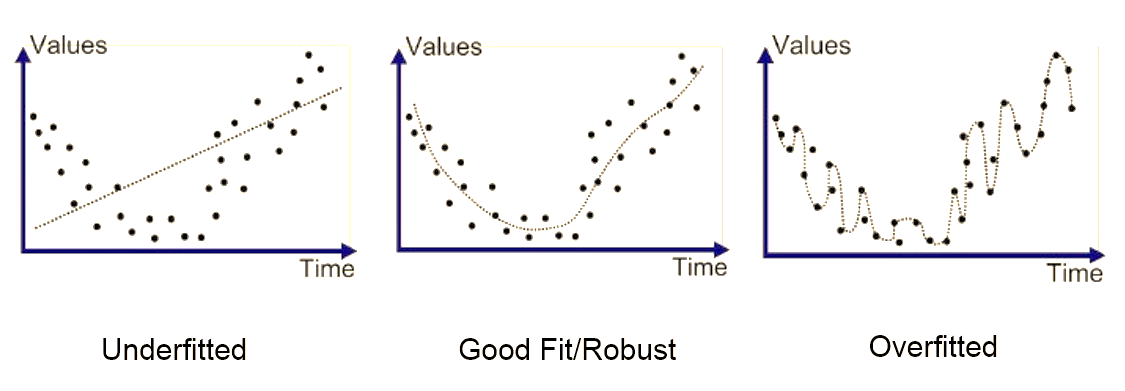 Values
Values
Values
Time
Time
Time
Underfitted
Good Fit/Robust
Overfitted